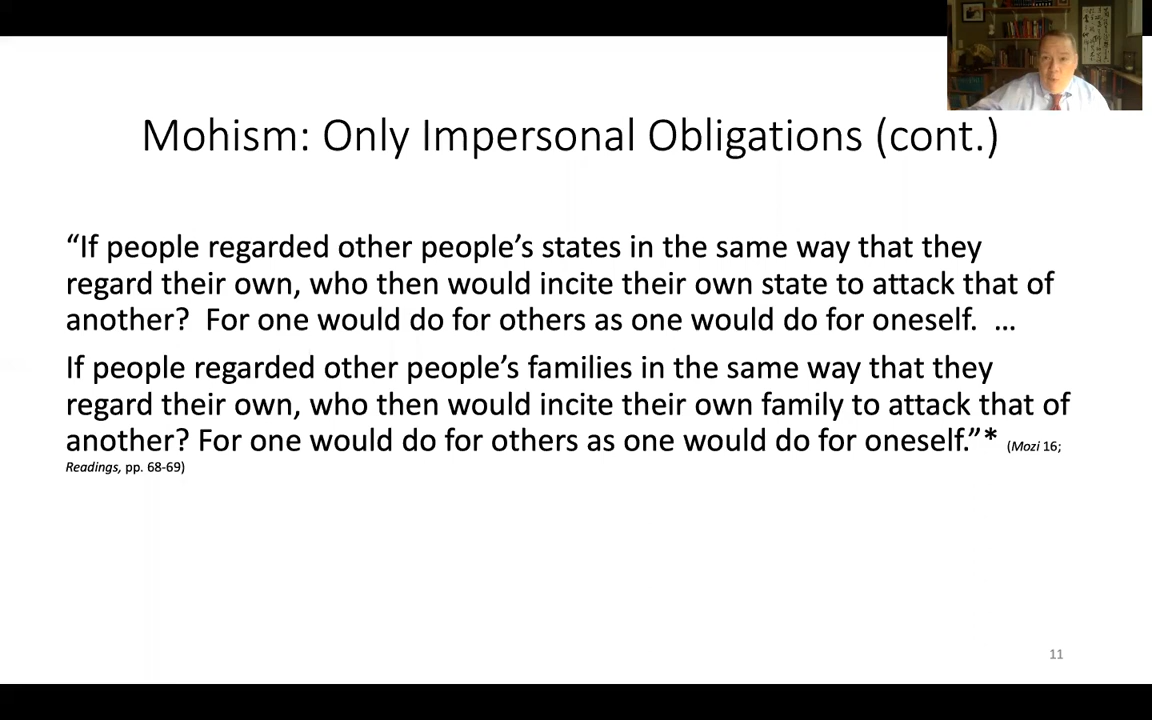 Mohism: Only Impersonal Obligations (cont.)
“If people regarded other people’s states in the same way that they
regard their own, who then would incite their own state to attack that of
another?  For one would do for others as one would do for oneself.  …
If people regarded other people’s families in the same way that they
regard their own, who then would incite their own family to attack that of
another? For one would do for others as one would do for oneself.”* (Mozi 16;
Readings, pp. 68-69)
11